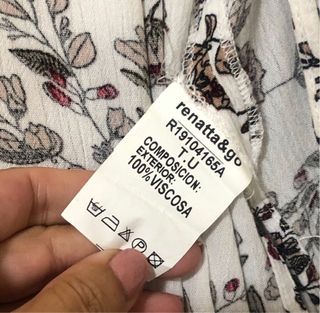 renatta&go
R19104165A
T.U
COMPOSICION:
EXTERIOR:
100%VISCOSA
P